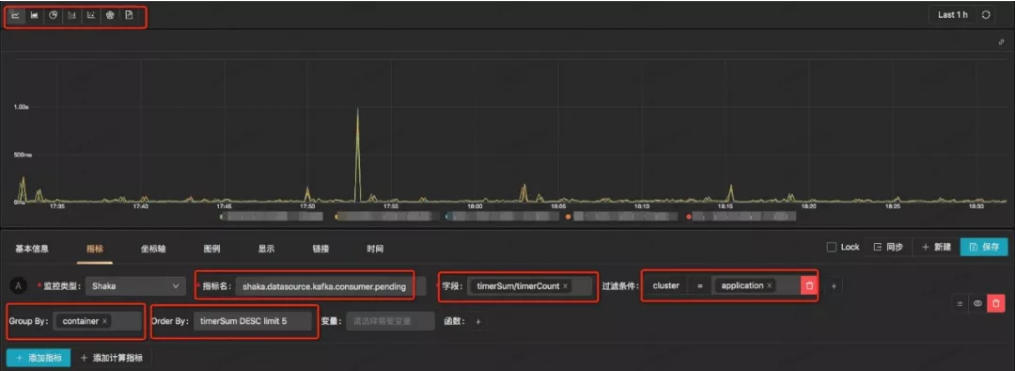 Last 1 h
1.00s
500ms
17:35 17:40 17:45 17:50 17:55 18:00 18:05 18:10 18:15 18:20 18:25 18:30
基本信息 指标 坐标轴 图例 显示 链接 时间 Lock 同步 + 新建 保存
A * 监控类型: Shaka * 指标名: shaka.datasource.kafka.consumer.pending * 字段: timerSum/timerCount × 过滤条件: cluster = application × +
Group By: container × Order By: timerSum DESC limit 5 变量: 请选择需要变量 函数: +
+ 添加指标 + 添加计算指标